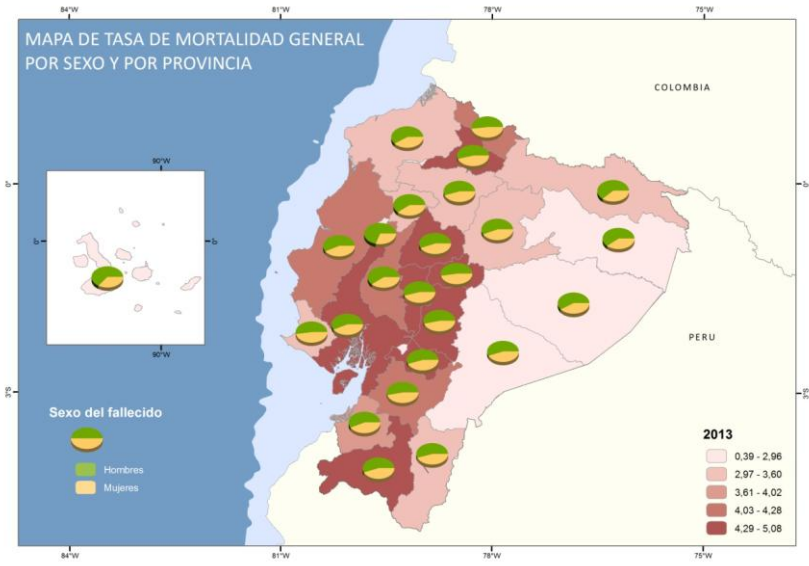 84°W
81°W
78°W
75°W
MAPA DE TASA DE MORTALIDAD GENERAL
POR SEXO Y POR PROVINCIA
COLOMBIA
90°W
0°
0°
0°
0°
90°W
PERU
3°S
3°S
Sexo del fallecido
Hombres
Mujeres
2013
0,39 - 2,96
2,97 - 3,60
3,61 - 4,02
4,03 - 4,28
4,29 - 5,08
84°W
81°W
78°W
75°W